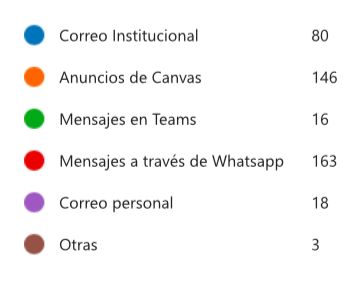 Correo Institucional 80
Anuncios de Canvas 146
Mensajes en Teams 16
Mensajes a través de Whatsapp 163
Correo personal 18
Otras 3